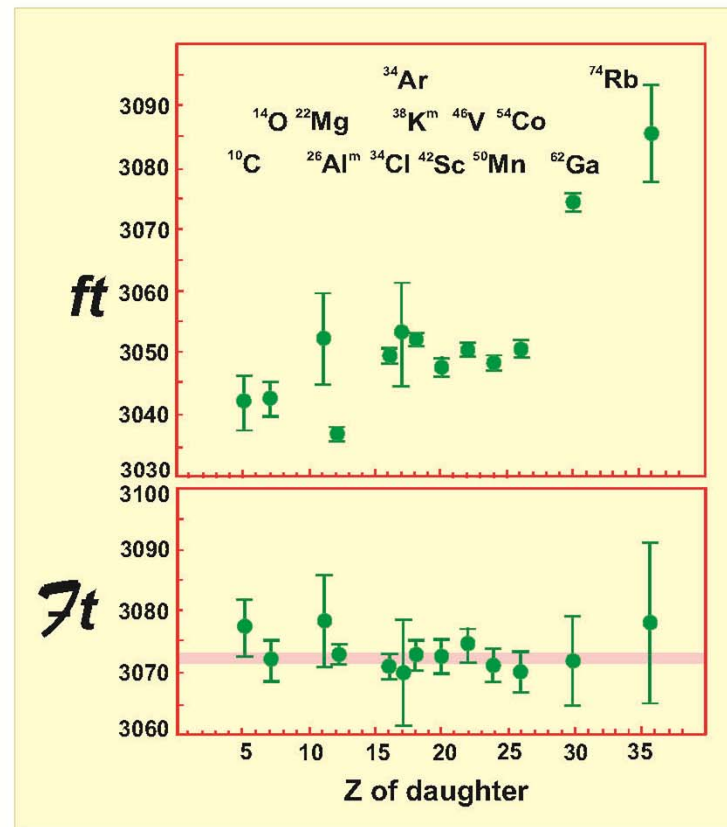 ³⁴Ar ⁷⁴Rb
3090
¹⁴O ²²Mg ³⁸Kᵐ ⁴⁶V ⁵⁴Co
3080
¹⁰C ²⁶Alᵐ ³⁴Cl ⁴²Sc ⁵⁰Mn ⁶²Ga
3070
3060
ft
3050
3040
3030
3100
3090
Ft
3080
3070
3060
5 10 15 20 25 30 35
Z of daughter